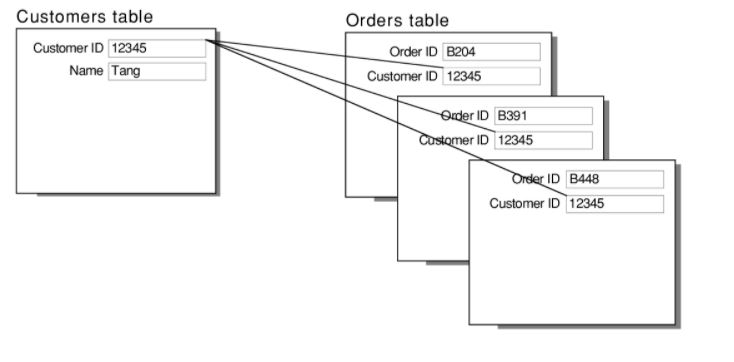 Customers table
Customer ID 12345
Name Tang
Orders table
Order ID B204
Customer ID 12345
Order ID B391
Customer ID 12345
Order ID B448
Customer ID 12345